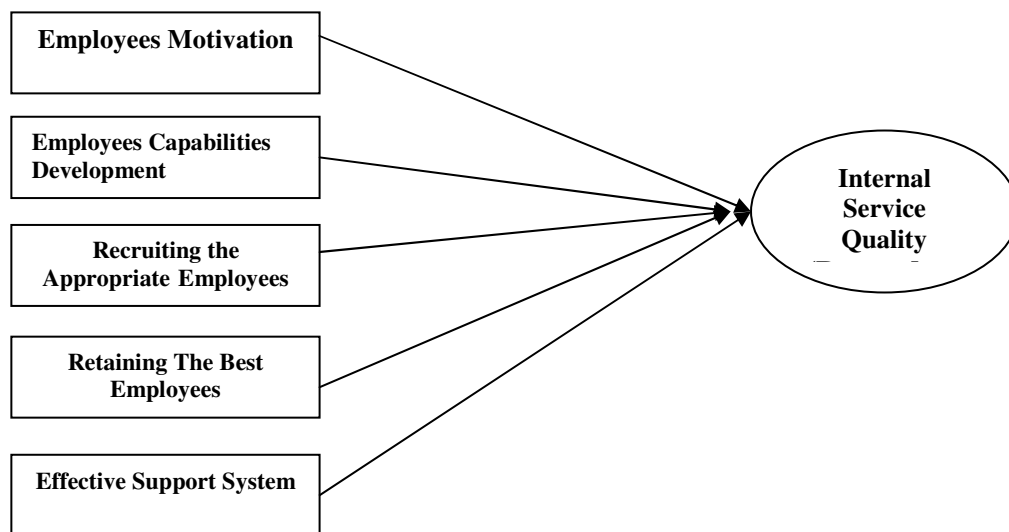 Employees Motivation
Employees Capabilities
Development
Recruiting the
Appropriate Employees
Retaining The Best
Employees
Effective Support System
Internal
Service
Quality